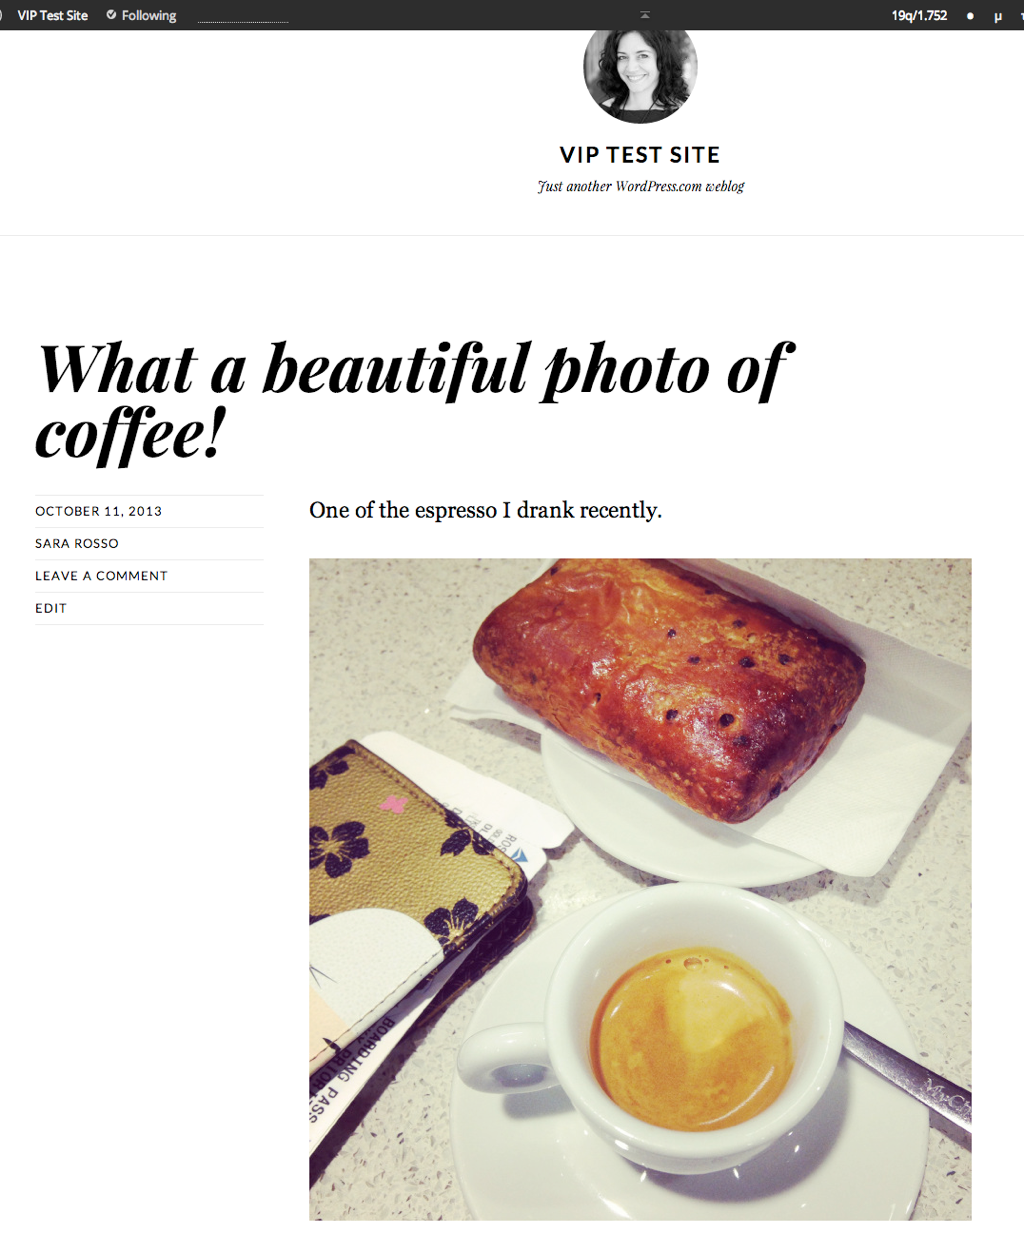 VIP Test Site Following 19q/1.752 μ
VIP TEST SITE
Just another WordPress.com weblog
What a beautiful photo of
coffee!
OCTOBER 11, 2013
SARA ROSSO
LEAVE A COMMENT
EDIT
One of the espresso I drank recently.
BOARDING PASS